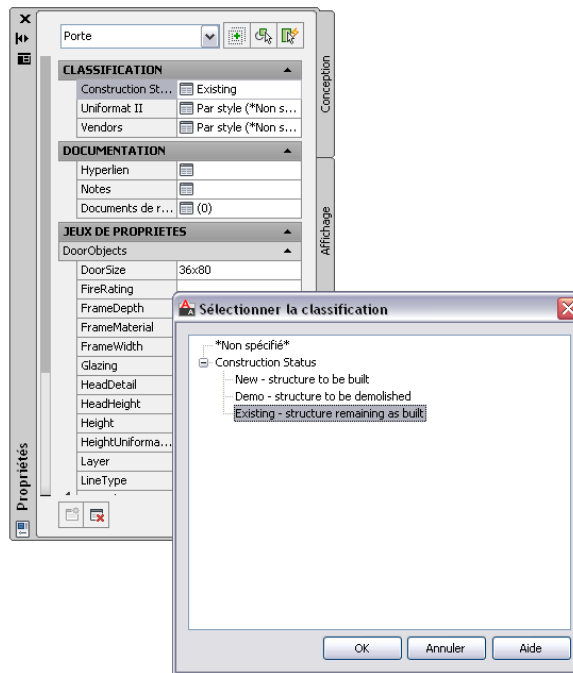 Porte
CLASSIFICATION
Construction St... Existing
Uniformat II Par style (*Non s...
Vendors Par style (*Non s...
DOCUMENTATION
Hyperlien
Notes
Documents de r... (0)
JEUX DE PROPRIETES
DoorObjects
DoorSize 36x80
FireRating
FrameDepth
FrameMaterial
FrameWidth
Glazing
HeadDetail
HeadHeight
Height
HeightUniforma...
Layer
LineType
Propriétés
Conception
Affichage
Sélectionner la classification
*Non spécifié*
Construction Status
New - structure to be built
Demo - structure to be demolished
Existing - structure remaining as built
OK Annuler Aide